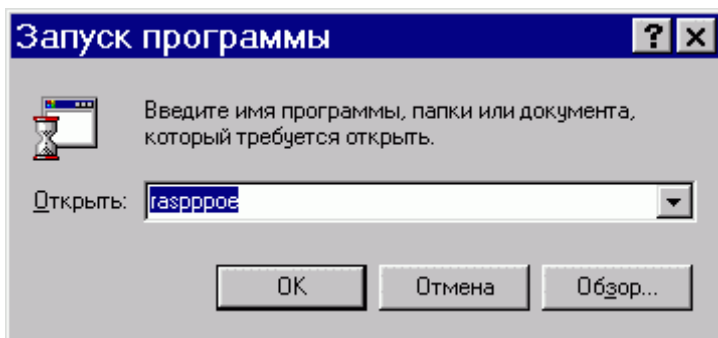 Запуск программы
Введите имя программы, папки или документа,
который требуется открыть.
Открыть: raspppoe
OK Отмена Обзор...